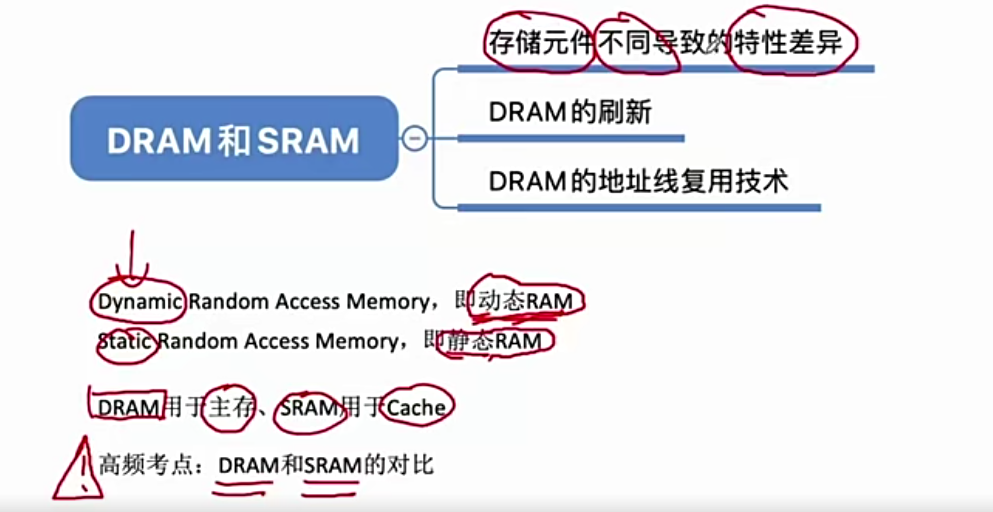 存储元件不同导致的特性差异
DRAM和SRAM
DRAM的刷新
DRAM的地址线复用技术
Dynamic Random Access Memory，即动态RAM
Static Random Access Memory，即静态RAM
DRAM用于主存、SRAM用于Cache
高频考点：DRAM和SRAM的对比